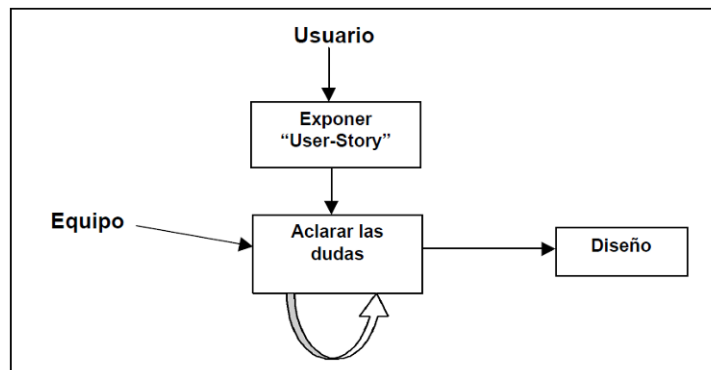 Usuario
Exponer
“User-Story”
Equipo
Aclarar las
dudas
Diseño